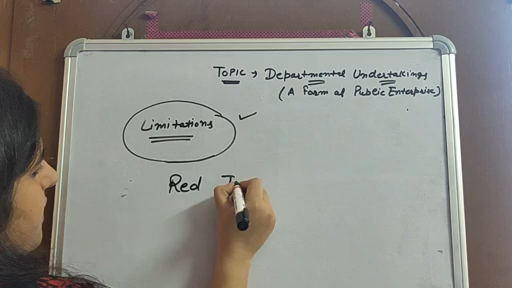 Topic → Departmental Undertakings
(A Form of Public Enterprise)
Limitations ✓
Red T